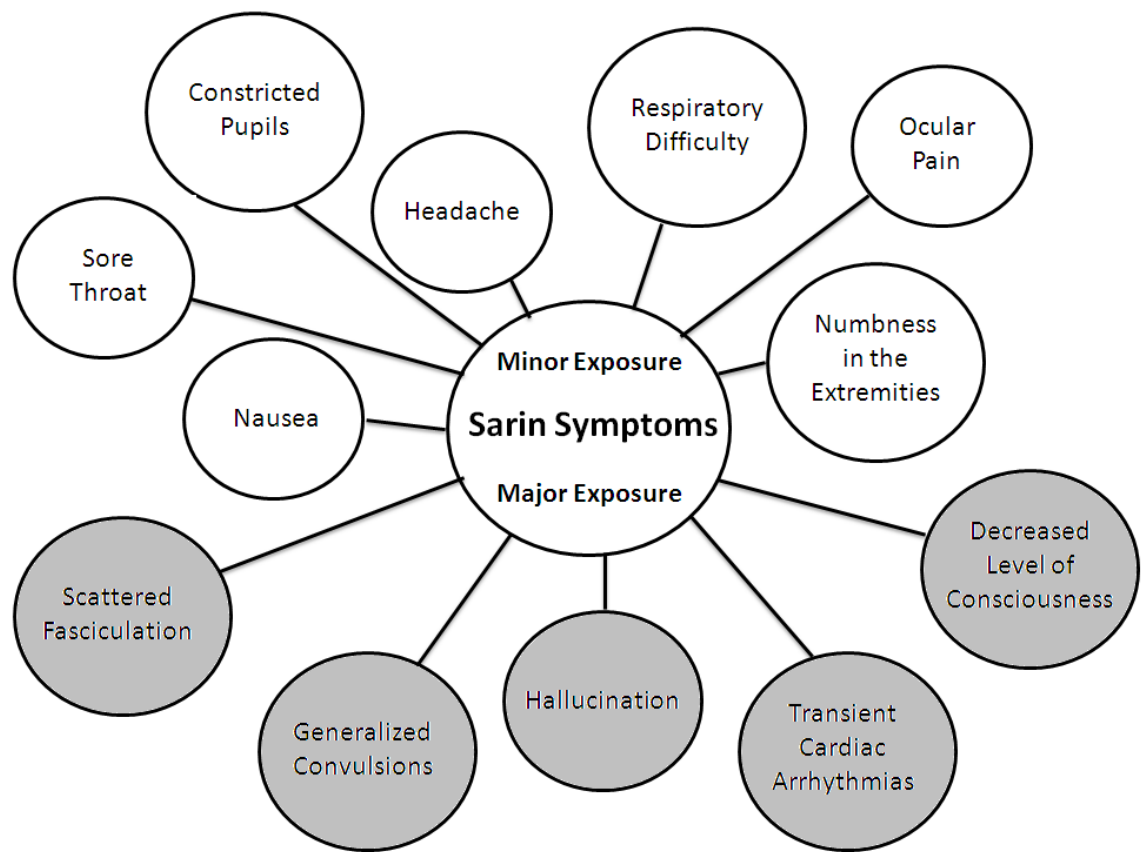 Constricted
Pupils
Respiratory
Difficulty
Ocular
Pain
Headache
Sore
Throat
Numbness
in the
Extremities
Nausea
Minor Exposure
Sarin Symptoms
Major Exposure
Decreased
Level of
Consciousness
Scattered
Fasciculation
Generalized
Convulsions
Hallucination
Transient
Cardiac
Arrhythmias